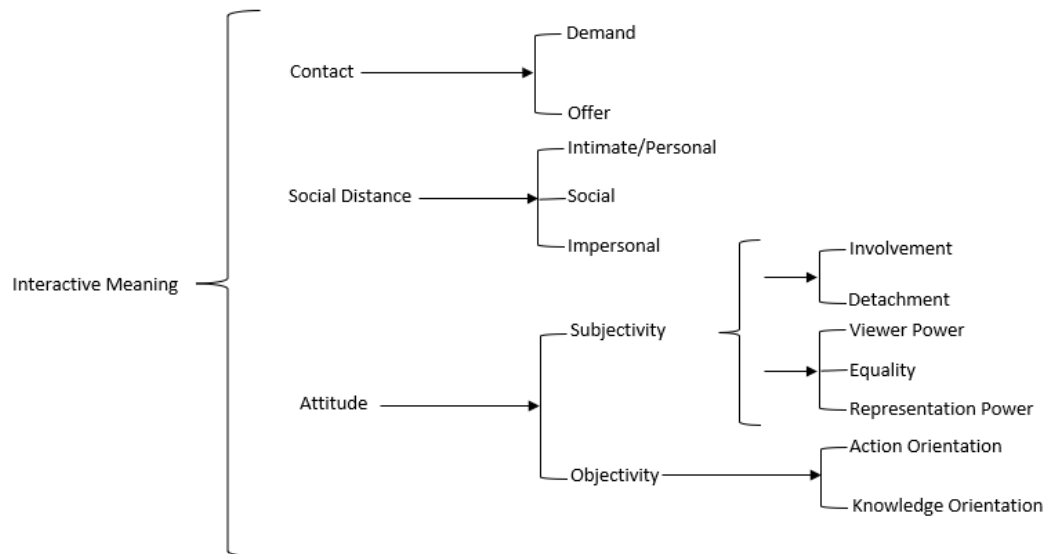 Demand
Contact
Offer
Intimate/Personal
Social Distance
Social
Impersonal
Involvement
Interactive Meaning
Detachment
Subjectivity
Viewer Power
Equality
Attitude
Representation Power
Action Orientation
Objectivity
Knowledge Orientation